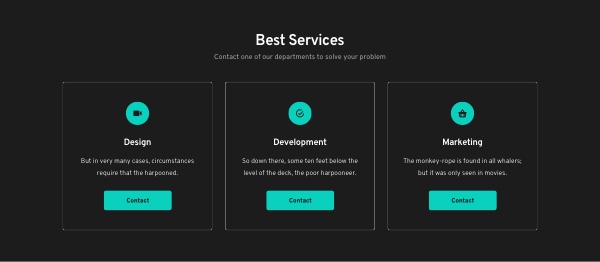 Best Services
Contact one of our departments to solve your problem
Design
But in very many cases, circumstances
require that the harpooned.
Contact
Development
So down there, some ten feet below the
level of the deck, the poor harpooneer.
Contact
Marketing
The monkey-rope is found in all whalers;
but it was only seen in movies.
Contact